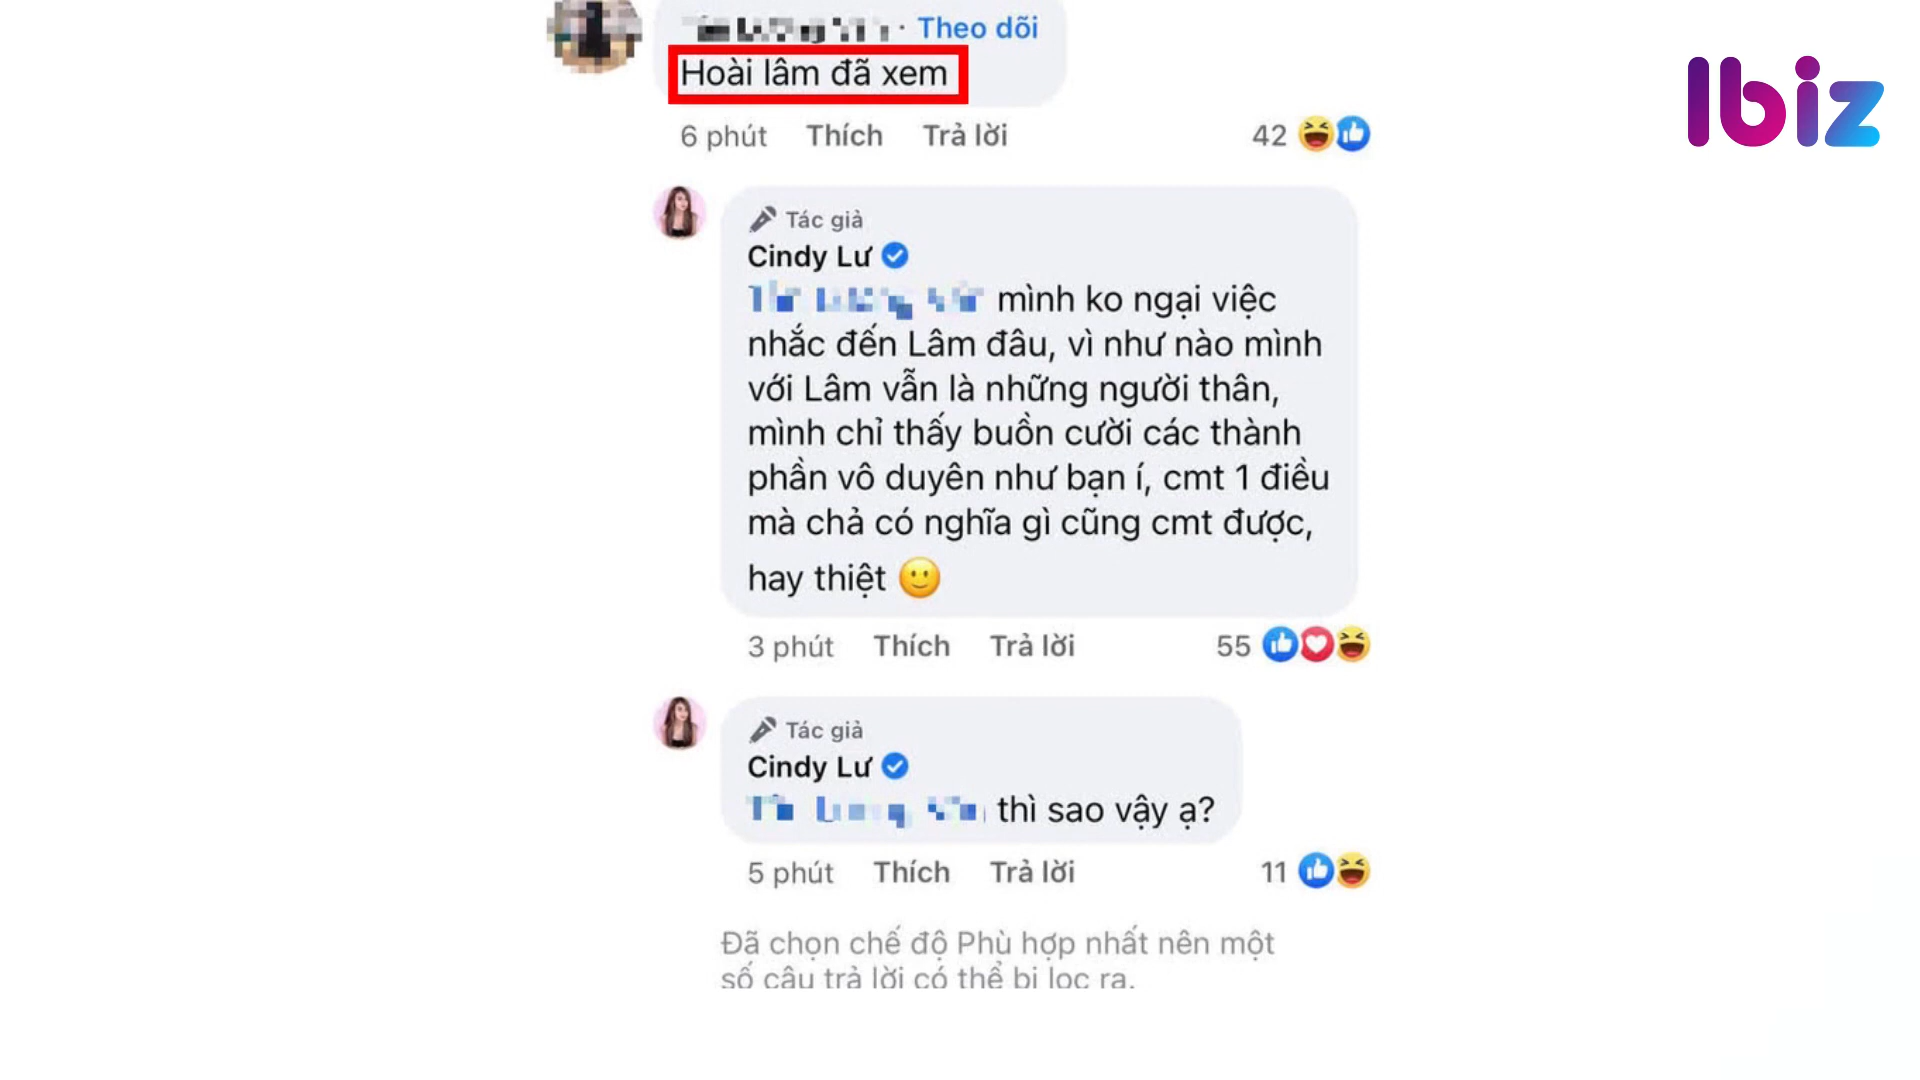 · Theo dõi
Ibiz
Hoài lâm đã xem
6 phút Thích Trả lời 42
Tác giả
Cindy Lư
mình ko ngại việc
nhắc đến Lâm đâu, vì như nào mình
với Lâm vẫn là những người thân,
mình chỉ thấy buồn cười các thành
phần vô duyên như bạn í, cmt 1 điều
mà chả có nghĩa gì cũng cmt được,
hay thiệt 🙂
3 phút Thích Trả lời 55
Tác giả
Cindy Lư
thì sao vậy ạ?
5 phút Thích Trả lời 11
Đã chọn chế độ Phù hợp nhất nên một
số câu trả lời có thể bị lọc ra.